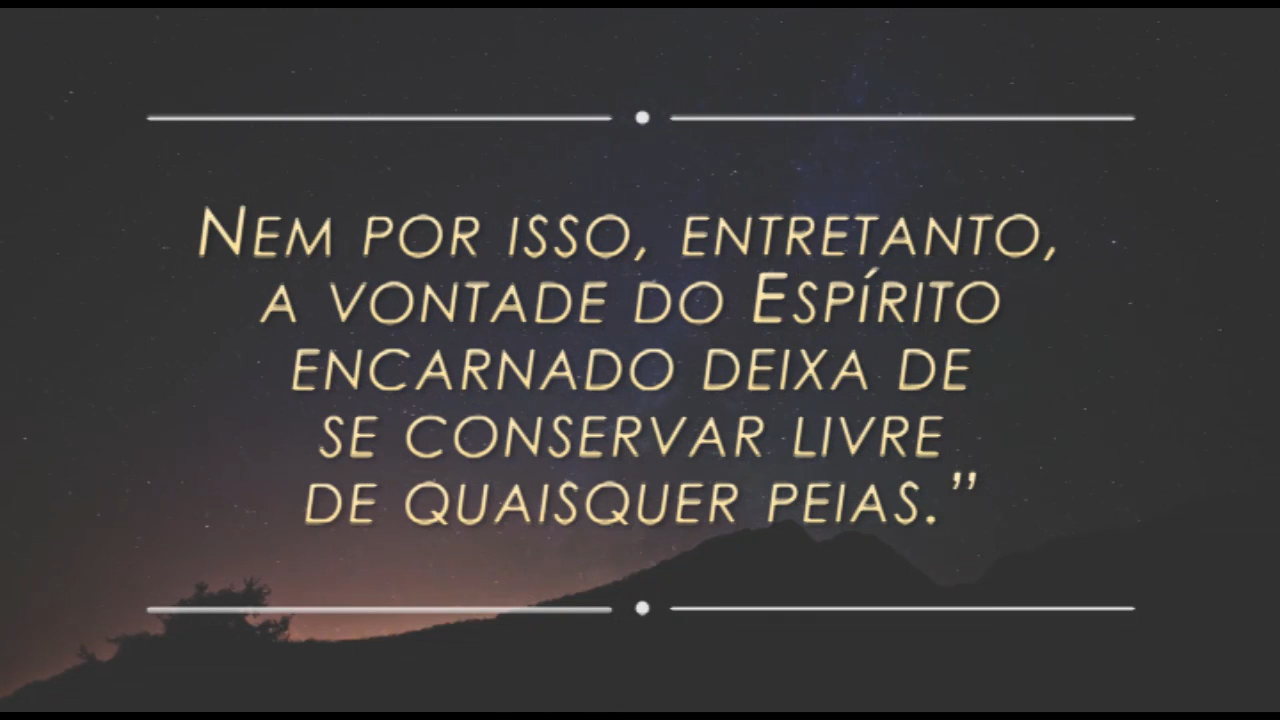 Nem por isso, entretanto,
a vontade do Espírito
encarnado deixa de
se conservar livre
de quaisquer peias.”